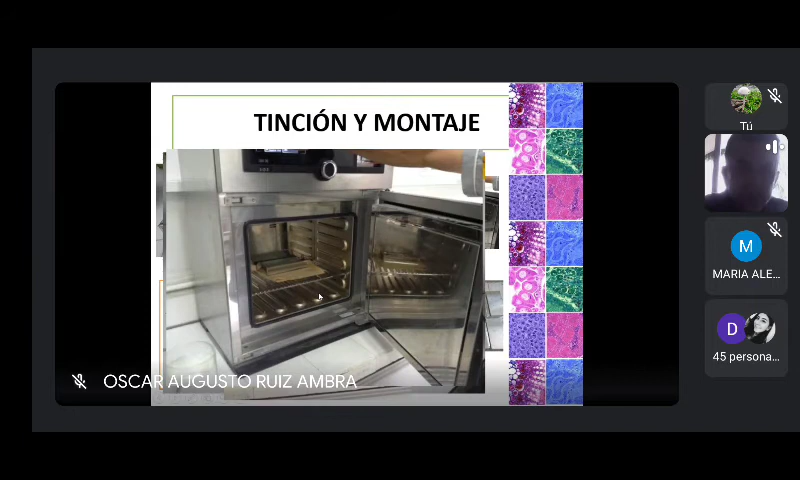 TINCIÓN Y MONTAJE
OSCAR AUGUSTO RUIZ AMBRA
Tú
M
MARIA ALE...
D
45 persona...